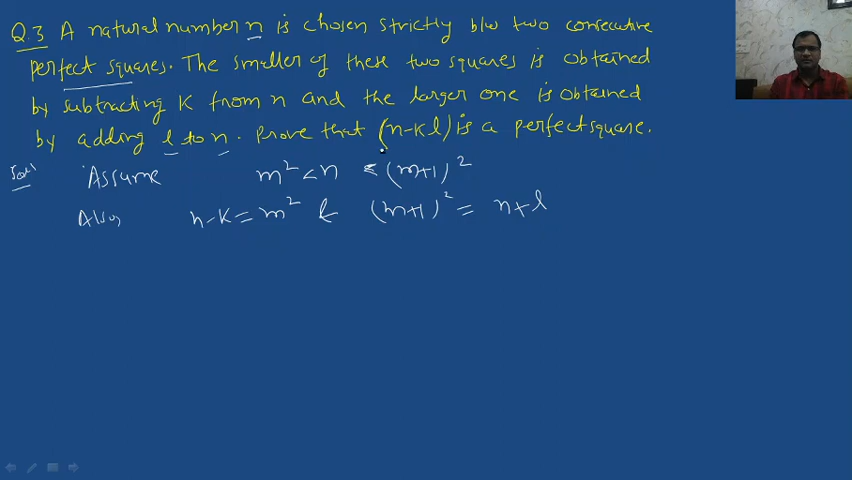 Q.3 A natural number n is chosen strictly b/w two consecutive
perfect squares. The smaller of these two squares is obtained
by subtracting K from n and the larger one is obtained
by adding l to n. Prove that (n-kl) is a perfect square.
Sol Assume m² < n < (m+1)²
Also, n-K = m² & (m+1)² = n+l